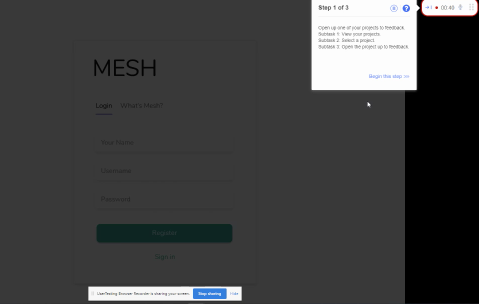 Step 1 of 3
00:49
Open up one of your projects to feedback.
Subtask 1: View your projects
Subtask 2: Select a project
Subtask 3: Open the project up to feedback.
Begin the step >>
MESH
Login What's Mesh?
Your Name
Username
Password
Register
Sign In
UserTesting Browser Recorder is sharing your screen.
Stop sharing
Hide